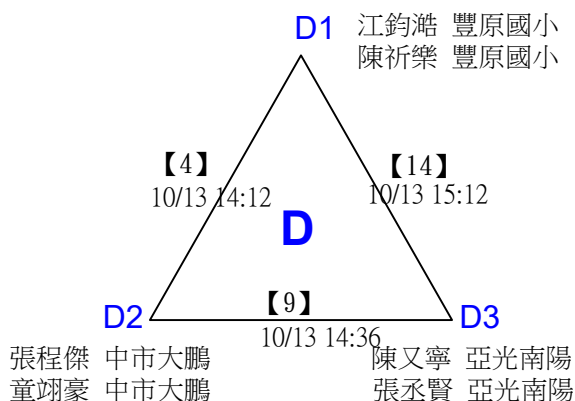 D1
江鈞澔 豐原國小
陳祈樂 豐原國小
【4】
10/13 14:12
【14】
10/13 15:12
D
【9】
10/13 14:36
D2
D3
張程傑 中市大鵬
童翊豪 中市大鵬
陳又寧 亞光南陽
張丞賢 亞光南陽